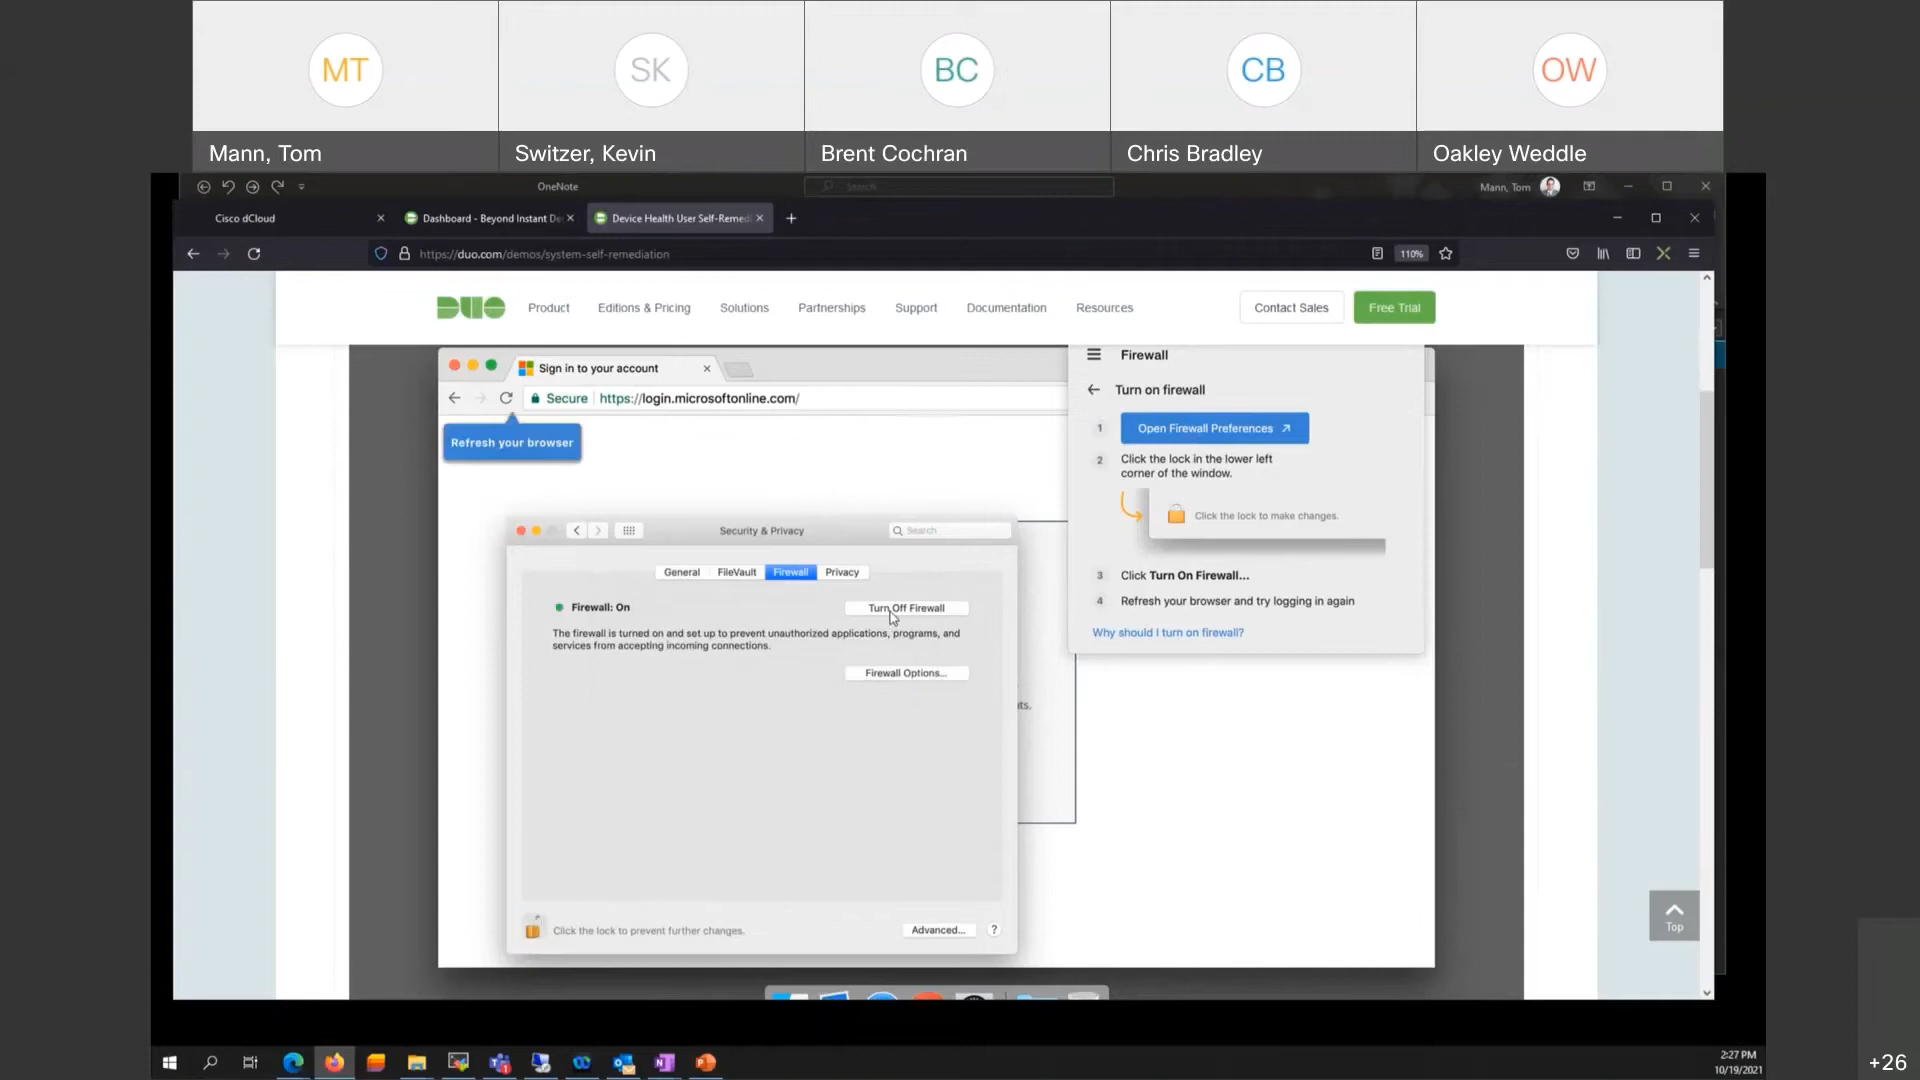 MT
SK
BC
CB
OW
Mann, Tom
Switzer, Kevin
Brent Cochran
Chris Bradley
Oakley Weddle
OneNote
Search
Mann, Tom
Cisco dCloud
Dashboard - Beyond Instant De
Device Health User Self-Remed
https://duo.com/demos/system-self-remediation
110%
DUO
Product
Editions & Pricing
Solutions
Partnerships
Support
Documentation
Resources
Contact Sales
Free Trial
Sign in to your account
Secure
https://login.microsoftonline.com/
Refresh your browser
Firewall
Turn on firewall
1
Open Firewall Preferences
2
Click the lock in the lower left
corner of the window.
Click the lock to make changes.
3
Click Turn On Firewall...
4
Refresh your browser and try logging in again
Why should I turn on firewall?
Security & Privacy
Search
General
FileVault
Firewall
Privacy
Firewall: On
Turn Off Firewall
The firewall is turned on and set up to prevent unauthorized applications, programs, and
services from accepting incoming connections.
Firewall Options...
Click the lock to prevent further changes.
Advanced...
?
Top
2:27 PM
10/19/2021
+26